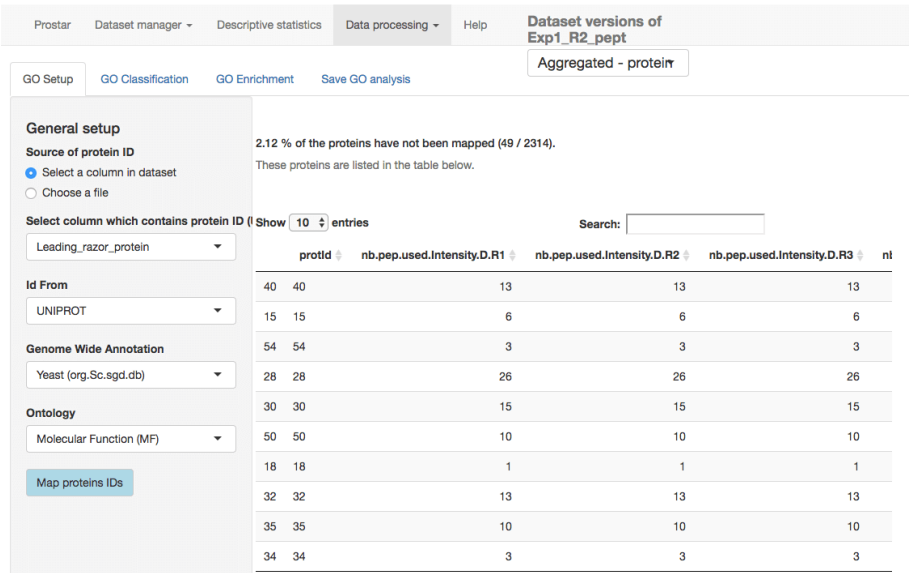 Prostar Dataset manager Descriptive statistics Data processing Help
Dataset versions of
Exp1_R2_pept
Aggregated - protein
GO Setup GO Classification GO Enrichment Save GO analysis
General setup
Source of protein ID
Select a column in dataset
Choose a file
Select column which contains protein ID (
Leading_razor_protein
Id From
UNIPROT
Genome Wide Annotation
Yeast (org.Sc.sgd.db)
Ontology
Molecular Function (MF)
Map proteins IDs
2.12 % of the proteins have not been mapped (49 / 2314).
These proteins are listed in the table below.
Show 10 entries Search:
protId nb.pep.used.Intensity.D.R1 nb.pep.used.Intensity.D.R2 nb.pep.used.Intensity.D.R3
40 40 13 13 13
15 15 6 6 6
54 54 3 3 3
28 28 26 26 26
30 30 15 15 15
50 50 10 10 10
18 18 1 1 1
32 32 13 13 13
35 35 10 10 10
34 34 3 3 3